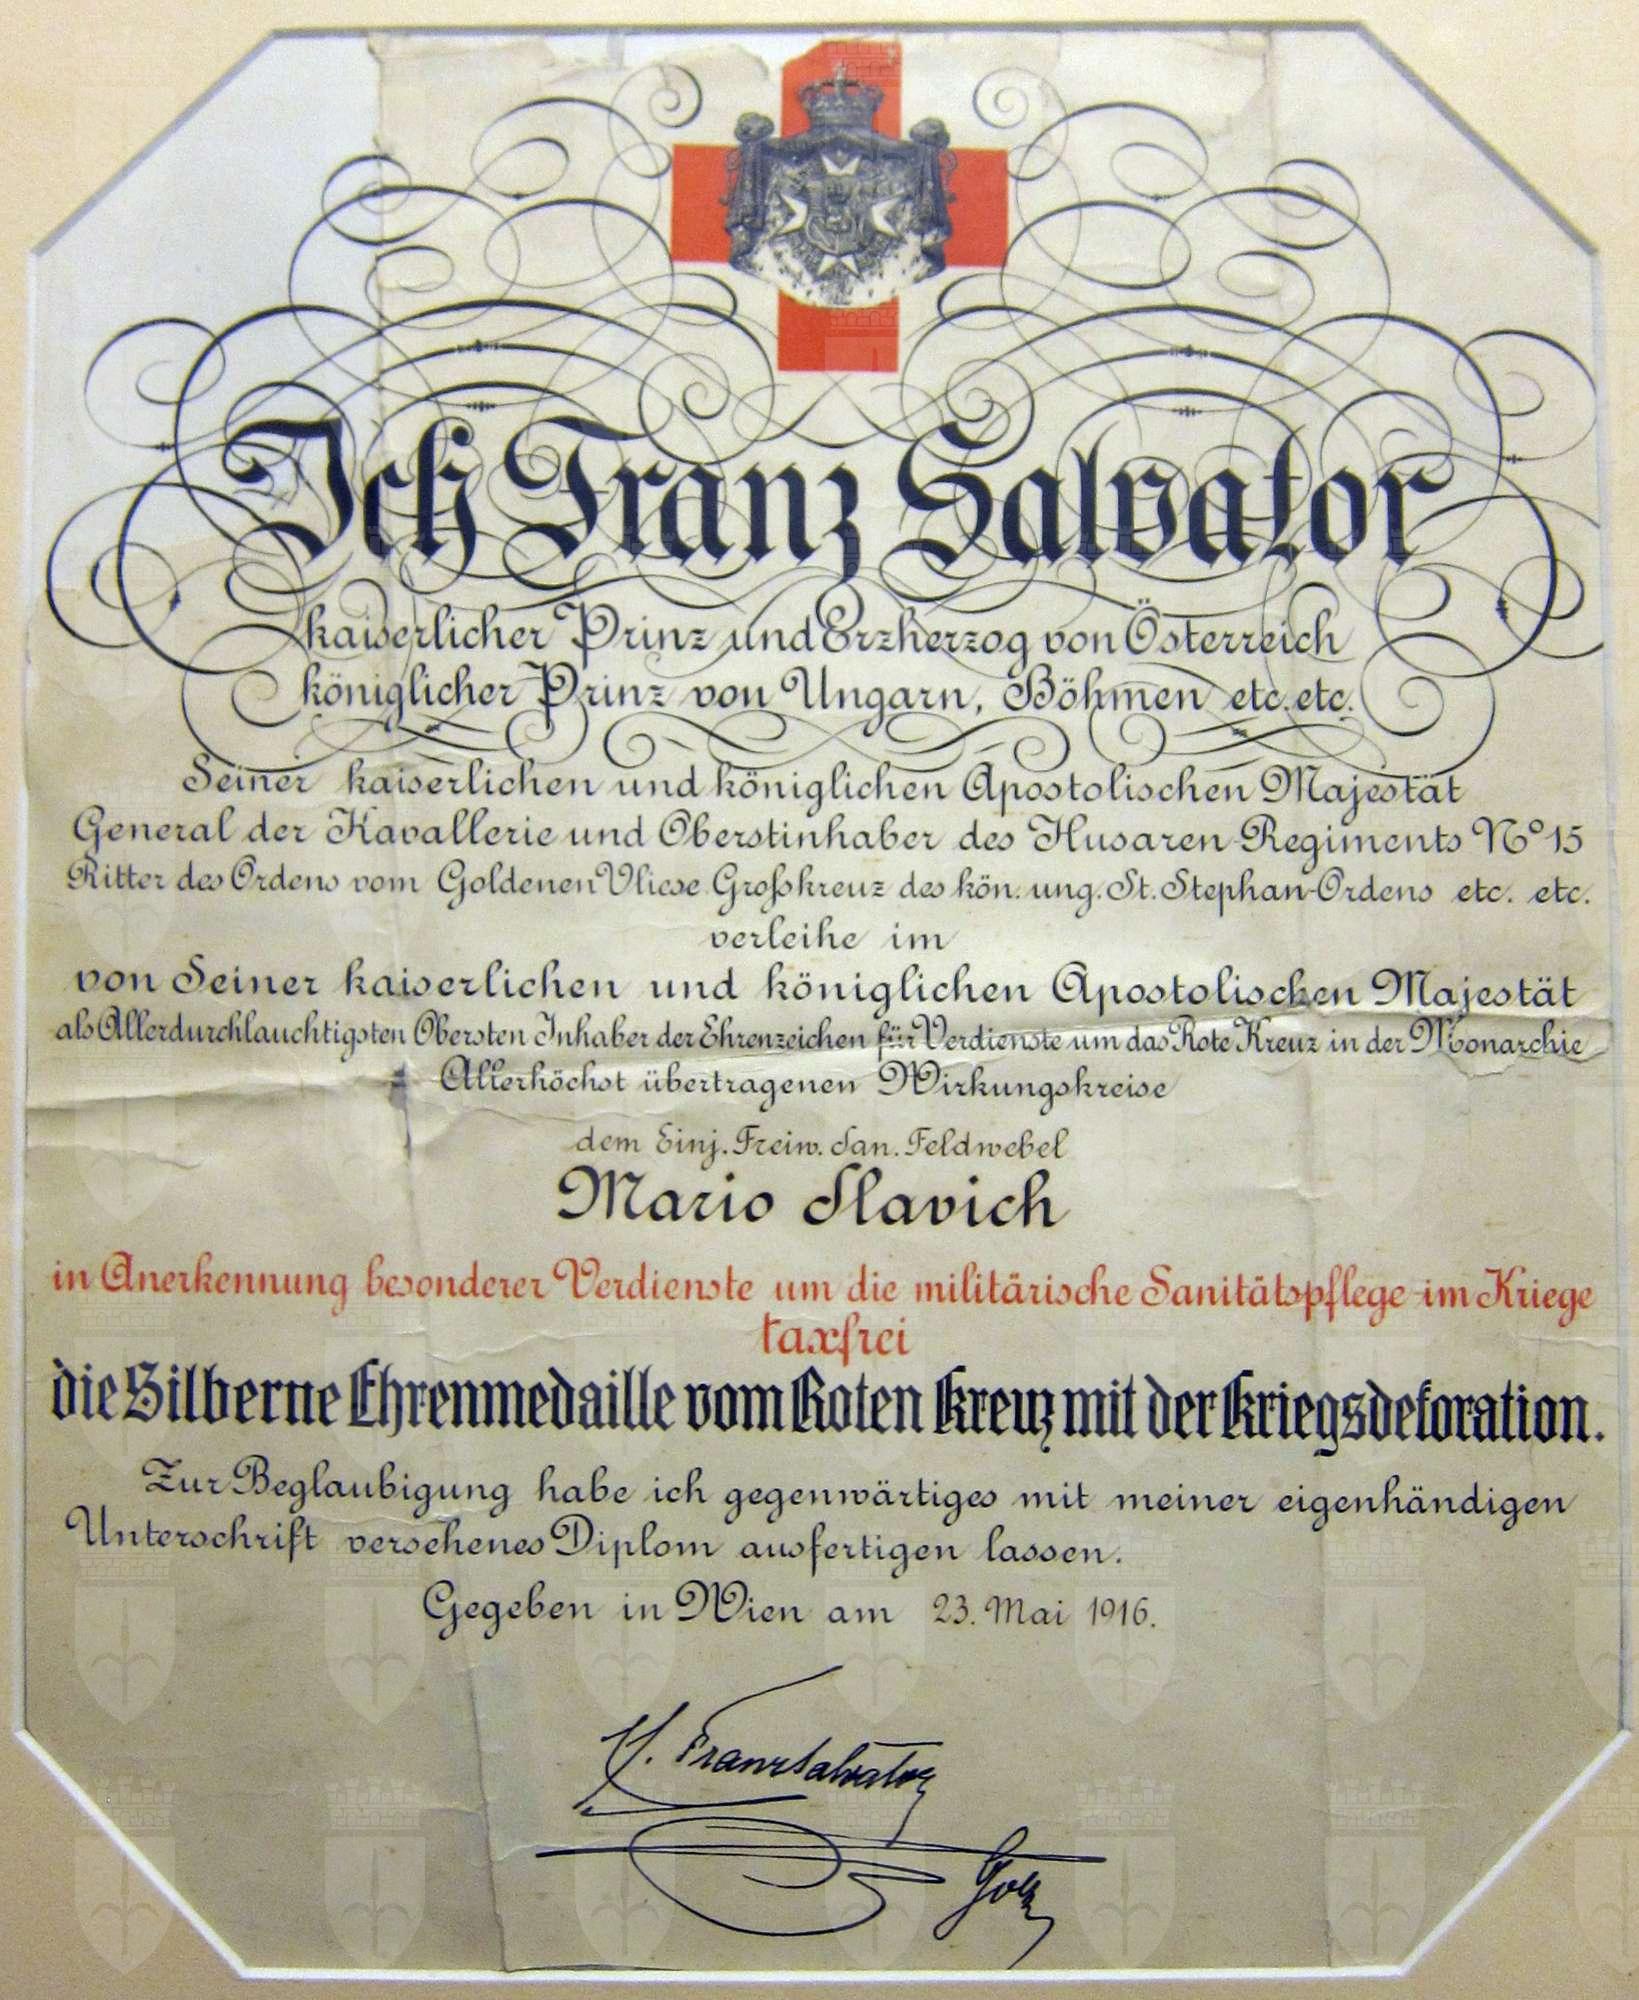 Ich Franz Salvator
kaiserlicher Prinz und Erzherzog von Österreich
königlicher Prinz von Ungarn, Böhmen etc. etc.
Seiner kaiserlichen und königlichen Apostolischen Majestät
General der Kavallerie und Oberstinhaber des Husaren-Regiments No 15
Ritter des Ordens vom Goldenen Vliese Großkreuz des kön. ung. St. Stephan-Ordens etc. etc.
verleihe im
von Seiner kaiserlichen und königlichen Apostolischen Majestät
als Allerdurchlauchtigsten Obersten Inhaber der Ehrenzeichen für Verdienste um das Rote Kreuz in der Monarchie
Allerhöchst übertragenen Wirkungskreise
dem Einj. Freiw. San. Feldwebel
Mario Slavich
in Anerkennung besonderer Verdienste um die militärische Sanitätspflege im Kriege
taxfrei
die Silberne Ehrenmedaille vom Roten Kreuz mit der Kriegsdekoration.
Zur Beglaubigung habe ich gegenwärtiges mit meiner eigenhändigen
Unterschrift versehenes Diplom ausfertigen lassen.
Gegeben in Wien am 23. Mai 1916.
Franz Salvator